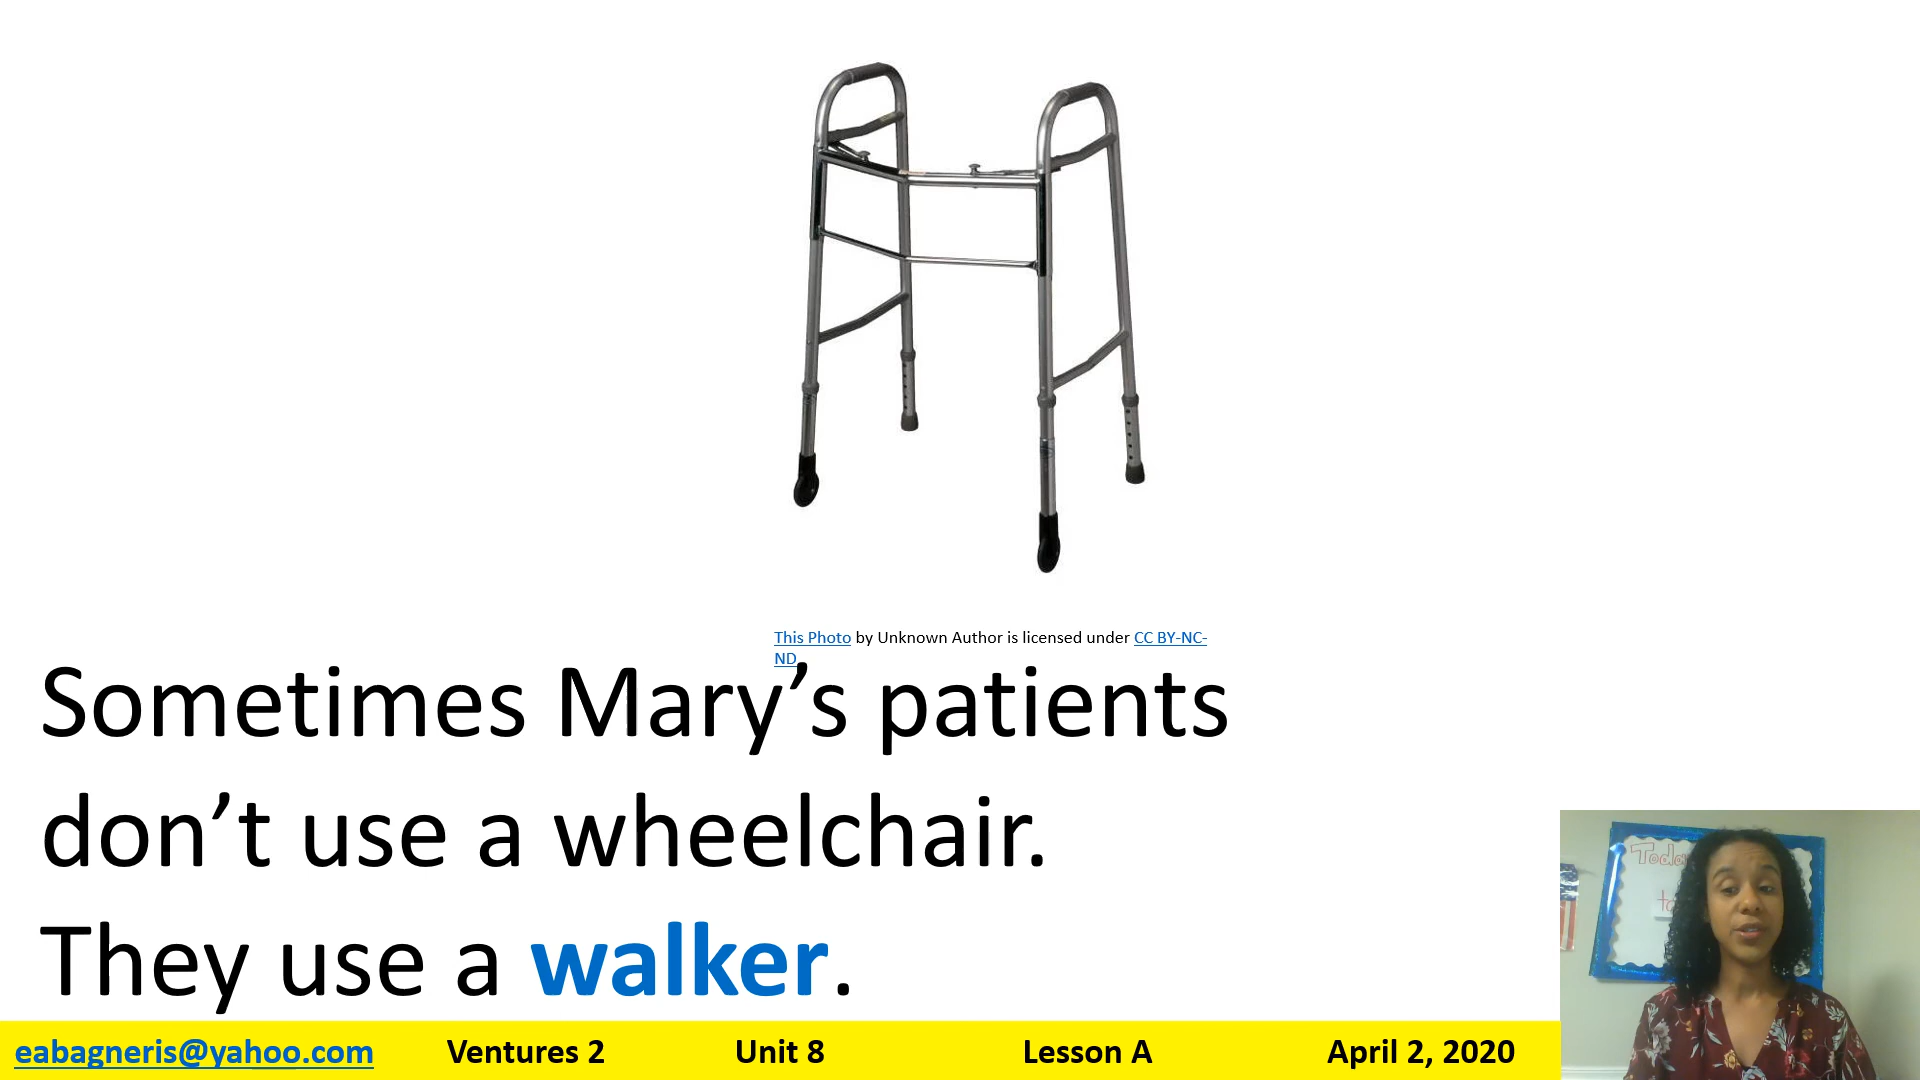 This Photo by Unknown Author is licensed under CC BY-NC-
ND
Sometimes Mary’s patients
don’t use a wheelchair.
They use a walker.
Today
eabagneris@yahoo.com Ventures 2 Unit 8 Lesson A April 2, 2020